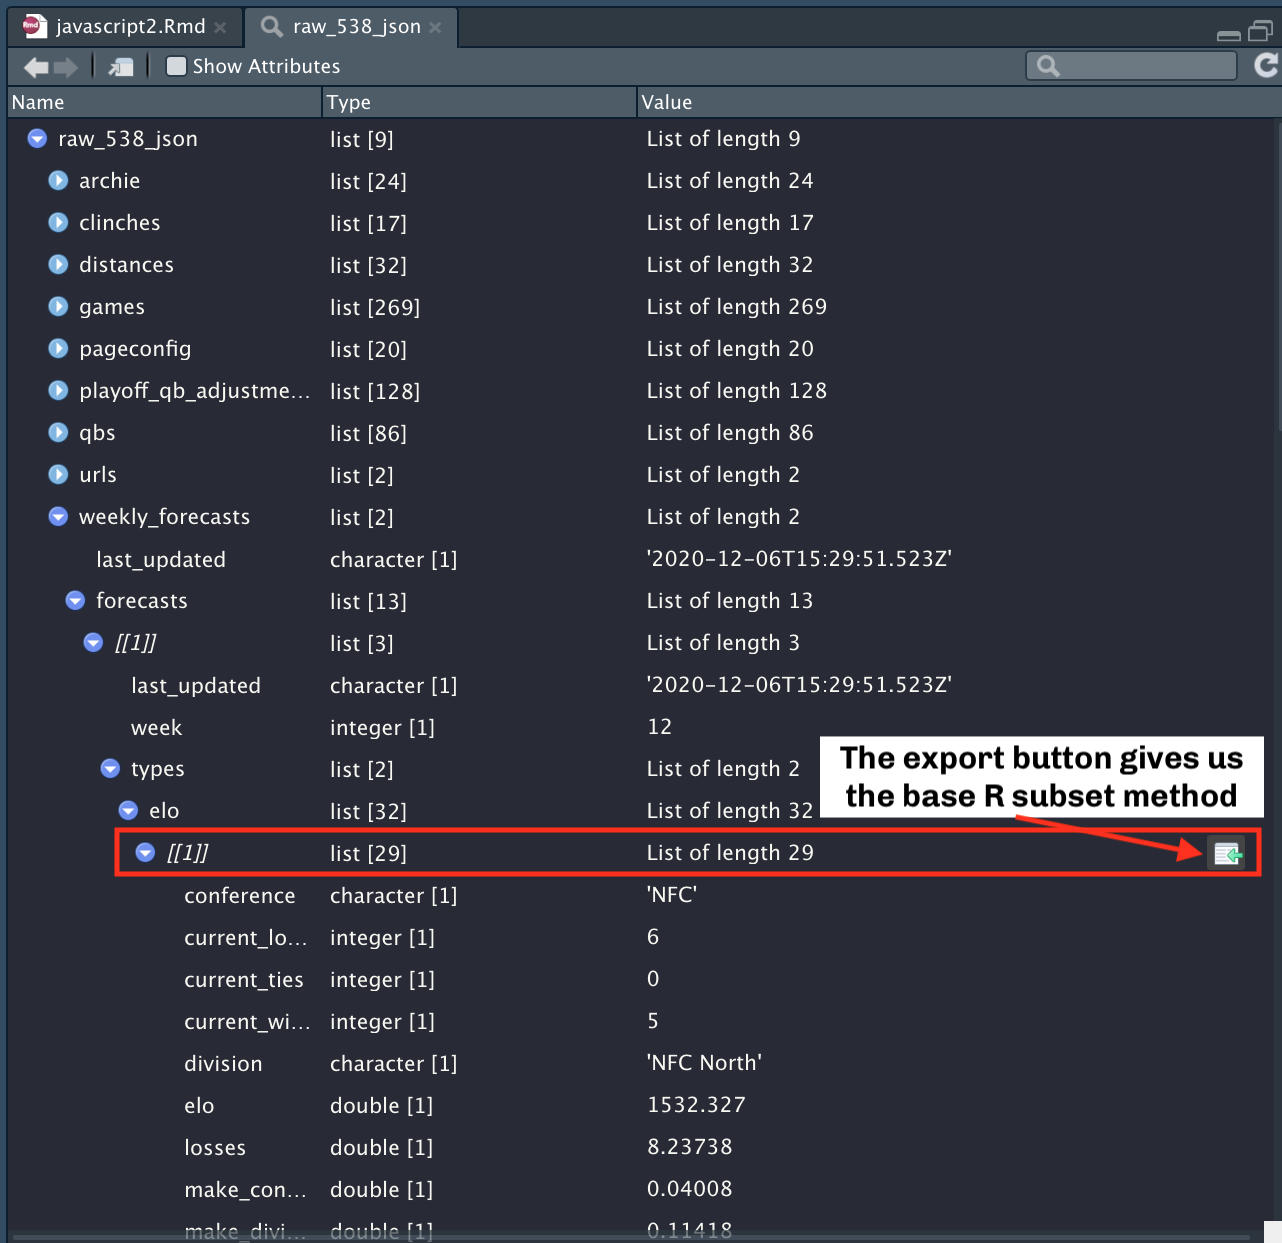 javascript2.Rmd
raw_538_json
Show Attributes
Name Type Value
raw_538_json list [9] List of length 9
archie list [24] List of length 24
clinches list [17] List of length 17
distances list [32] List of length 32
games list [269] List of length 269
pageconfig list [20] List of length 20
playoff_qb_adjustme... list [128] List of length 128
qbs list [86] List of length 86
urls list [2] List of length 2
weekly_forecasts list [2] List of length 2
last_updated character [1] '2020-12-06T15:29:51.523Z'
forecasts list [13] List of length 13
[[1]] list [3] List of length 3
last_updated character [1] '2020-12-06T15:29:51.523Z'
week integer [1] 12
types list [2] List of length 2
The export button gives us
the base R subset method
elo list [32] List of length 32
[[1]] list [29] List of length 29
conference character [1] 'NFC'
current_lo... integer [1] 6
current_ties integer [1] 0
current_wi... integer [1] 5
division character [1] 'NFC North'
elo double [1] 1532.327
losses double [1] 8.23738
make_con... double [1] 0.04008
make_divi... double [1] 0.11418